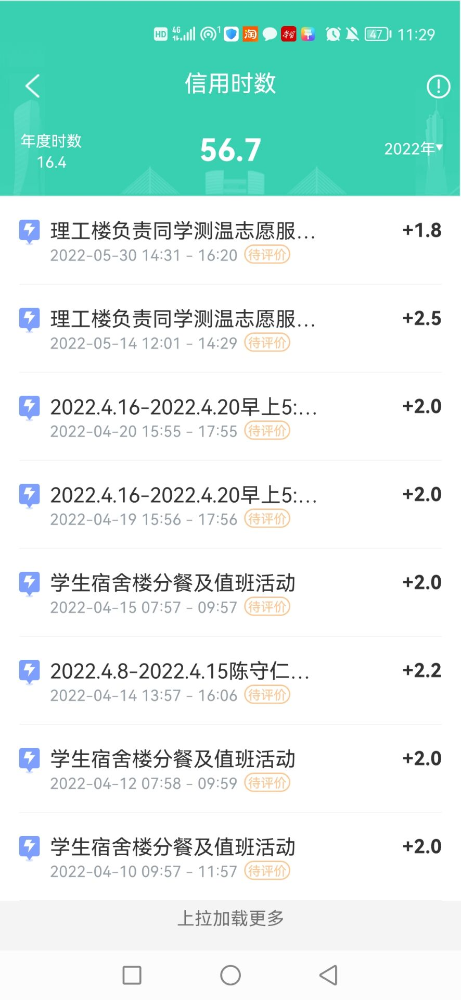 HD 4G 1 淘 学习 47 11:29
信用时数
年度时数
16.4
56.7
2022年▾
理工楼负责同学测温志愿服... +1.8
2022-05-30 14:31 - 16:20 待评价
理工楼负责同学测温志愿服... +2.5
2022-05-14 12:01 - 14:29 待评价
2022.4.16-2022.4.20早上5:... +2.0
2022-04-20 15:55 - 17:55 待评价
2022.4.16-2022.4.20早上5:... +2.0
2022-04-19 15:56 - 17:56 待评价
学生宿舍楼分餐及值班活动 +2.0
2022-04-15 07:57 - 09:57 待评价
2022.4.8-2022.4.15陈守仁... +2.2
2022-04-14 13:57 - 16:06 待评价
学生宿舍楼分餐及值班活动 +2.0
2022-04-12 07:58 - 09:59 待评价
学生宿舍楼分餐及值班活动 +2.0
2022-04-10 09:57 - 11:57 待评价
上拉加载更多